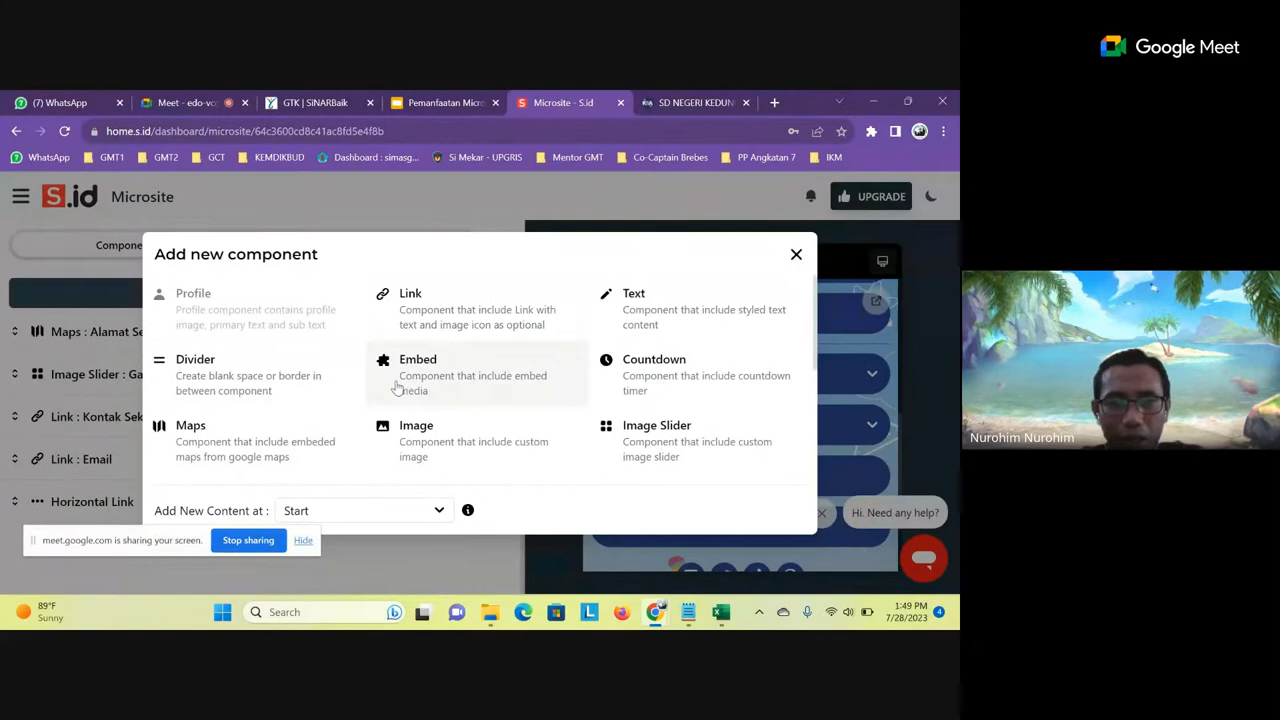 Google Meet
(7) WhatsApp
Meet - edo-vc
GTK | SiNARBaik
Pemanfaatan Micro
Microsite - S.id
SD NEGERI KEDUN
home.s.id/dashboard/microsite/64c3600cd8c41ac8fd5e4f8b
WhatsApp
GMT1
GMT2
GCT
KEMDIKBUD
Dashboard : simasg
Si Mekar - UPGRIS
Mentor GMT
Co-Captain Brebes
PP Angkatan 7
IKM
S.id
Microsite
UPGRADE
Compone
Add new component
Profile
Profile component contains profile
image, primary text and sub text
Link
Component that include Link with
text and image icon as optional
Text
Component that include styled text
content
Divider
Create blank space or border in
between component
Embed
Component that include embed
media
Countdown
Component that include countdown
timer
Maps
Component that include embedded
maps from google maps
Image
Component that include custom
image
Image Slider
Component that include custom
image slider
Add New Content at :
Start
Maps : Alamat Se
Image Slider : Ga
Link : Kontak Sek
Link : Email
Horizontal Link
Hi. Need any help?
meet.google.com is sharing your screen.
Stop sharing
Hide
Nurohim Nurohim
89°F
Sunny
Search
L
1:49 PM
7/28/2023
4